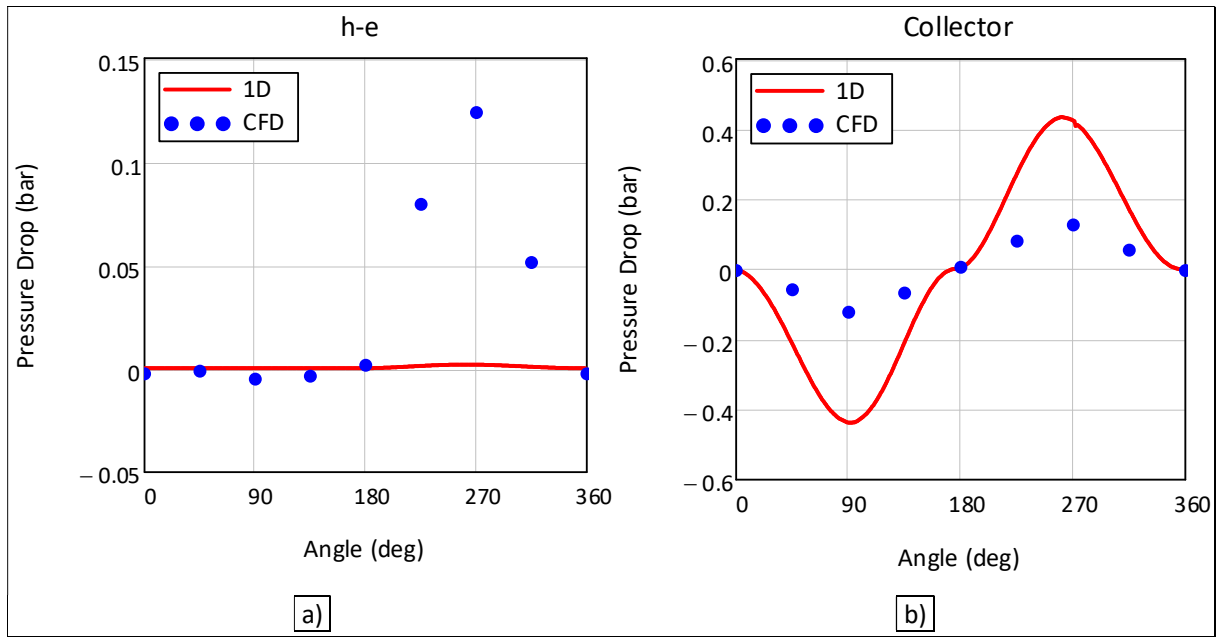 h-e
1D
CFD
Pressure Drop (bar)
0.15
0.1
0.05
0
−0.05
0 90 180 270 360
Angle (deg)
a)
Collector
1D
CFD
Pressure Drop (bar)
0.6
0.4
0.2
0
−0.2
−0.4
−0.6
0 90 180 270 360
Angle (deg)
b)